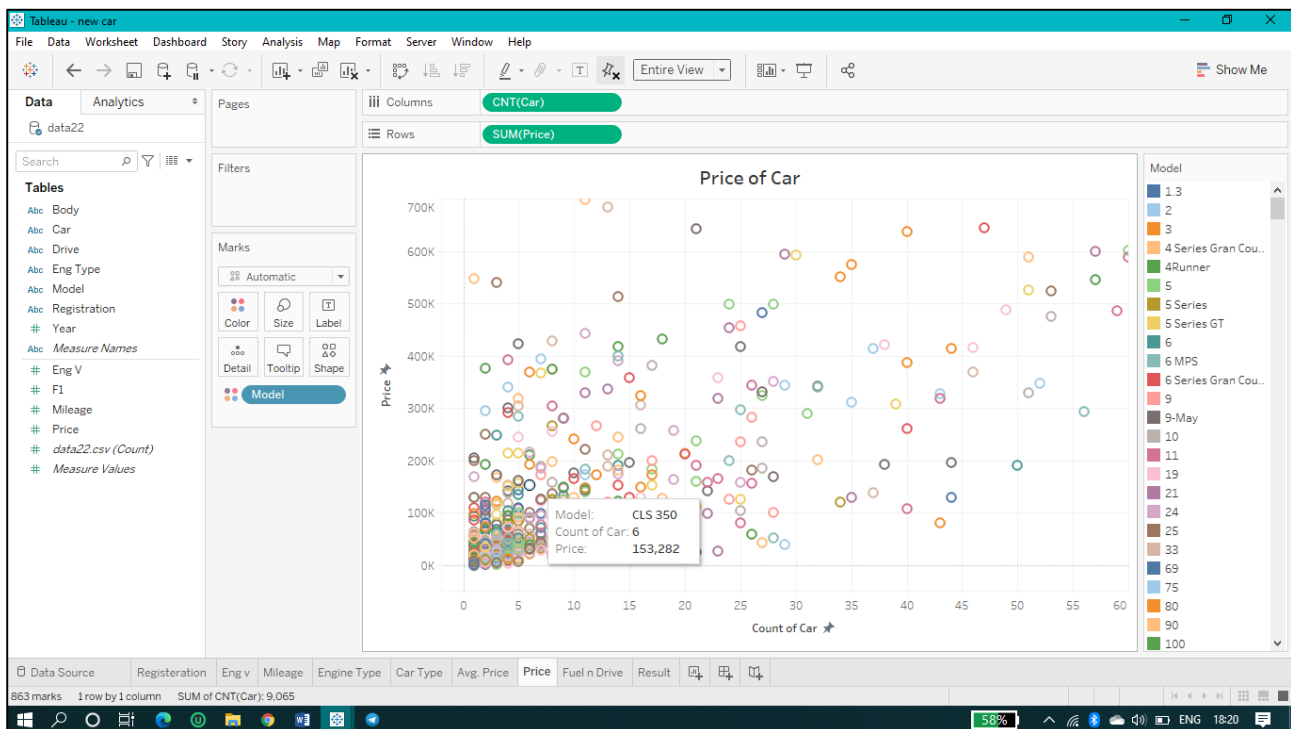 Tableau - new car
File Data Worksheet Dashboard Story Analysis Map Format Server Window Help
Entire View
Show Me
Data Analytics
data22
Search
Tables
Abc Body
Abc Car
Abc Drive
Abc Eng Type
Abc Model
Abc Registration
# Year
Abc Measure Names
# Eng V
# F1
# Mileage
# Price
# data22.csv (Count)
# Measure Values
Pages
Filters
Marks
Automatic
Color Size Label
Detail Tooltip Shape
Model
Columns CNT(Car)
Rows SUM(Price)
Price of Car
700K
600K
500K
400K
300K
200K
100K
0K
Price
Model: CLS 350
Count of Car: 6
Price: 153,282
0 5 10 15 20 25 30 35 40 45 50 55 60
Count of Car
Model
1.3
2
3
4 Series Gran Cou..
4Runner
5
5 Series
5 Series GT
6
6 MPS
6 Series Gran Cou..
9
9-May
10
11
19
21
24
25
33
69
75
80
90
100
Data Source Registeration Eng v Mileage Engine Type Car Type Avg. Price Price Fuel n Drive Result
863 marks 1 row by 1 column SUM of CNT(Car): 9,065
58% ENG 18:20